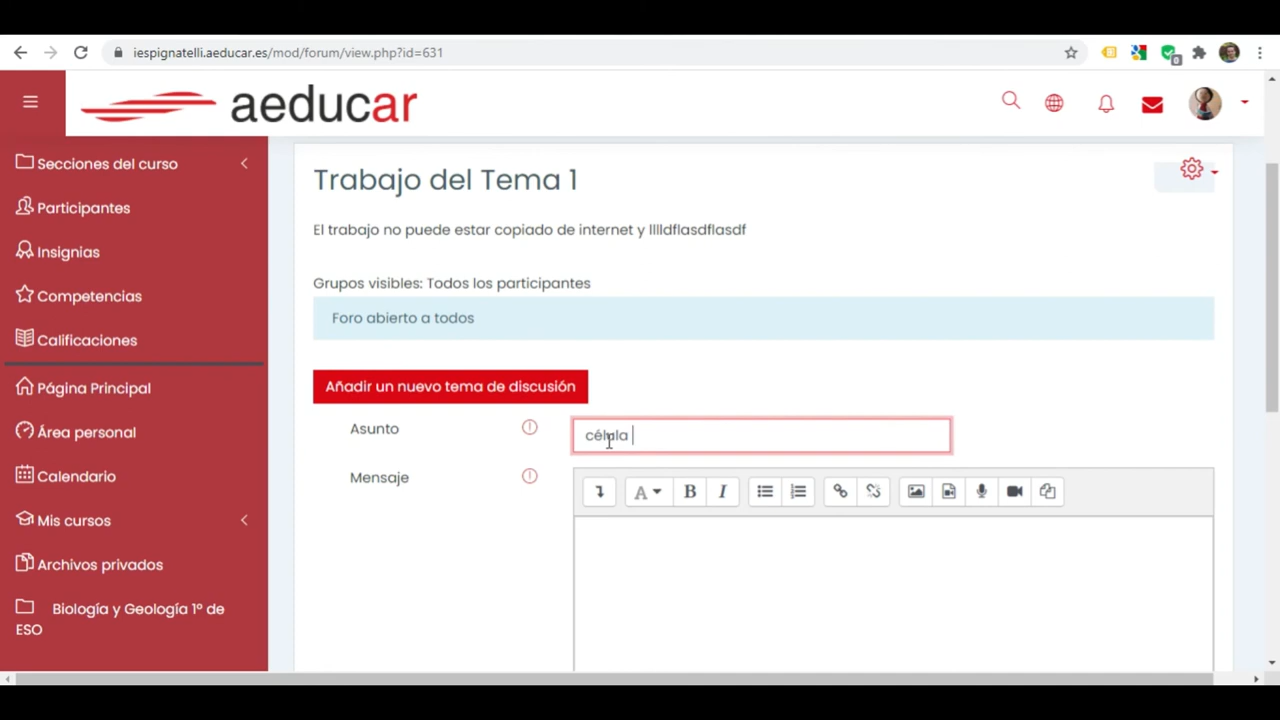 iespignatelli.aeducar.es/mod/forum/view.php?id=631
0
aeducar
Secciones del curso
Participantes
Insignias
Competencias
Calificaciones
Página Principal
Área personal
Calendario
Mis cursos
Archivos privados
Biología y Geología 1º de
ESO
Trabajo del Tema 1
El trabajo no puede estar copiado de internet y lllldflasdflasdf
Grupos visibles: Todos los participantes
Foro abierto a todos
Añadir un nuevo tema de discusión
Asunto
célula
Mensaje
A B I